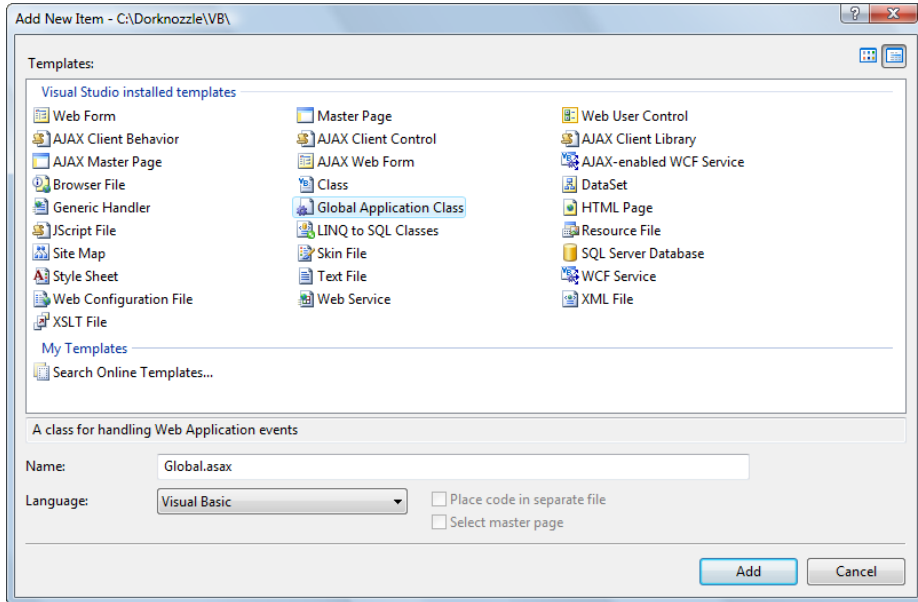 Add New Item - C:\Dorknozzle\VB\
Templates:
Visual Studio installed templates
Web Form Master Page Web User Control
AJAX Client Behavior AJAX Client Control AJAX Client Library
AJAX Master Page AJAX Web Form AJAX-enabled WCF Service
Browser File Class DataSet
Generic Handler Global Application Class HTML Page
JScript File LINQ to SQL Classes Resource File
Site Map Skin File SQL Server Database
Style Sheet Text File WCF Service
Web Configuration File Web Service XML File
XSLT File
My Templates
Search Online Templates...
A class for handling Web Application events
Name: Global.asax
Language: Visual Basic Place code in separate file
Select master page
Add Cancel